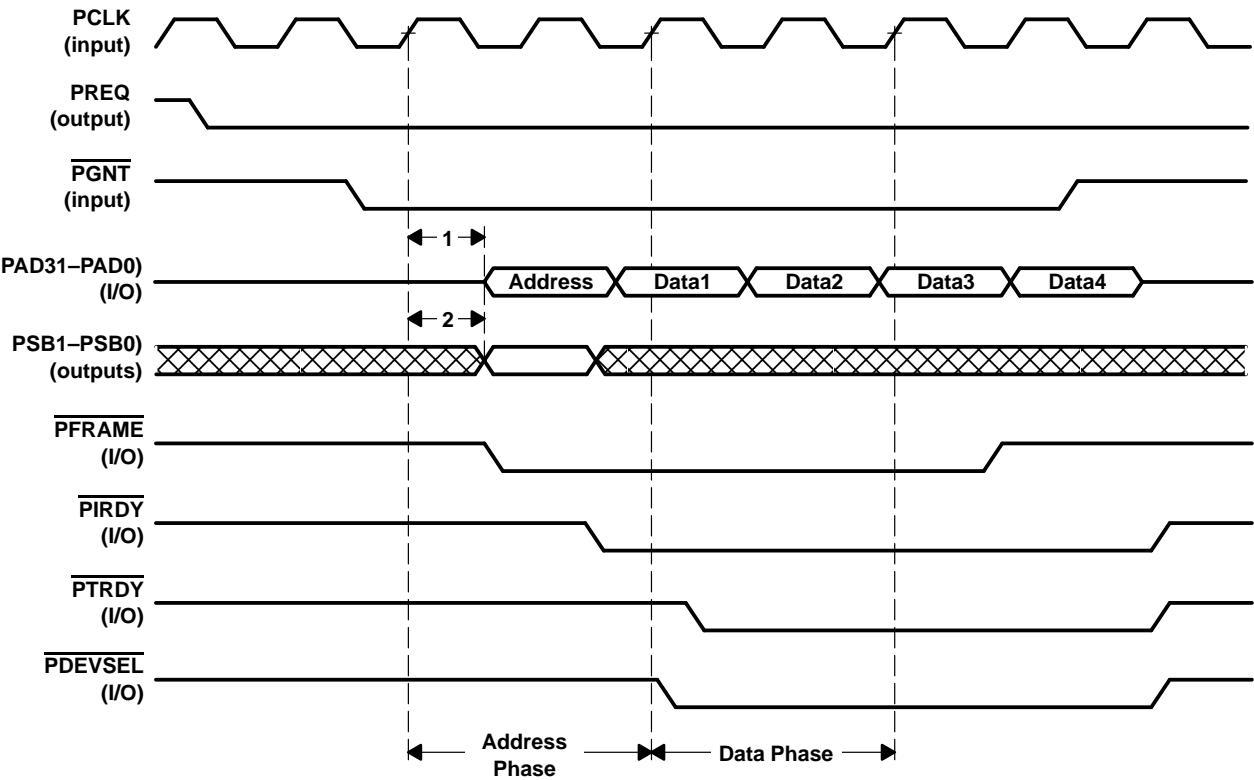 PCLK
(input)
PREQ
(output)
PGNT
(input)
1
PAD31–PAD0)
(I/O)
Address
Data1
Data2
Data3
Data4
2
PSB1–PSB0)
(outputs)
PFRAME
(I/O)
PIRDY
(I/O)
PTRDY
(I/O)
PDEVSEL
(I/O)
Address
Phase
Data Phase